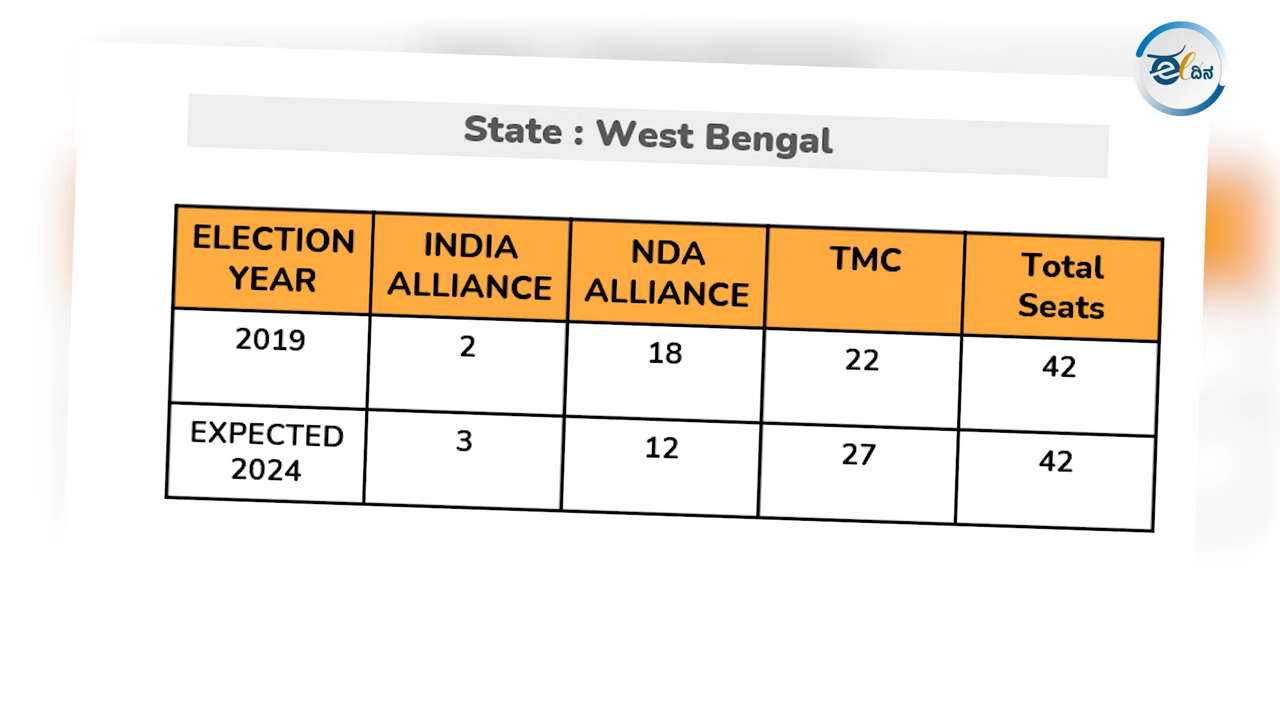 ಈ ದಿನ
State : West Bengal
ELECTION YEAR INDIA ALLIANCE NDA ALLIANCE TMC Total Seats
2019 2 18 22 42
EXPECTED 2024 3 12 27 42